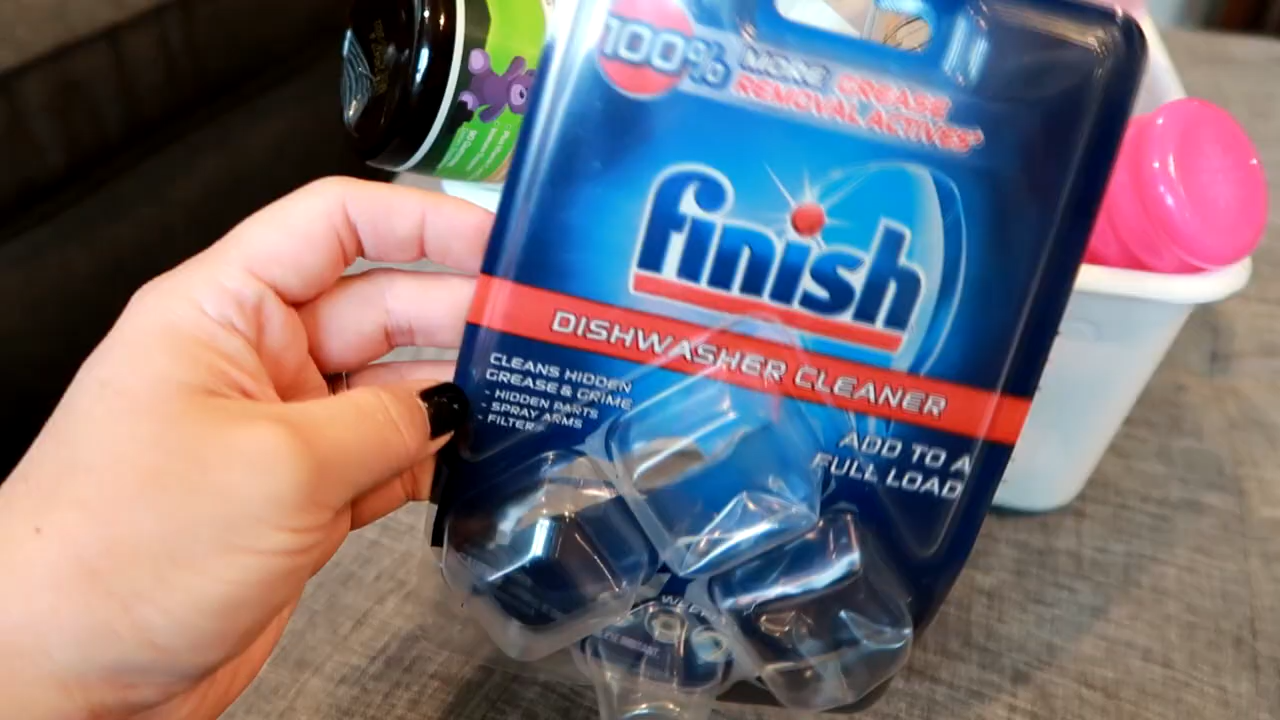 100% MORE GREASE
REMOVAL ACTIVES*
finish
DISHWASHER CLEANER
CLEANS HIDDEN
GREASE & GRIME
- HIDDEN PARTS
- SPRAY ARMS
- FILTER
ADD TO A
FULL LOAD